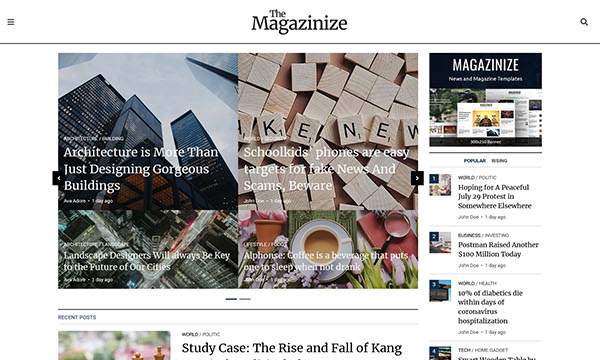 The
Magazinize
ARCHITECTURE / BUILDING
Architecture is More Than
Just Designing Gorgeous
Buildings
Ava Adore • 1 day ago
WORLD / SECURITY
Schoolkids' phones are easy
targets for fake News And
Scams, Beware
John Doe • 1 day ago
ARCHITECTURE / LANDSCAPE
Landscape Designers Will always Be Key
to the Future of Our Cities
Ava Adore • 1 day ago
LIFESTYLE / FOODS
Alphonse: Coffee is a beverage that puts
one to sleep when not drank
John Doe • 1 day ago
MAGAZINIZE
News and Magazine Templates
300x250 Banner
POPULAR RISING
1
WORLD / POLITIC
Hoping for A Peaceful
July 29 Protest in
Somewhere Elsewhere
John Doe • 1 day ago
2
BUSINESS / INVESTING
Postman Raised Another
$100 Million Today
John Doe • 1 day ago
3
WORLD / HEALTH
10% of diabetics die
within days of
coronavirus
hospitalization
John Doe • 1 day ago
4
TECH / HOME GADGET
Smart Wooden Table by
RECENT POSTS
WORLD / POLITIC
Study Case: The Rise and Fall of Kang